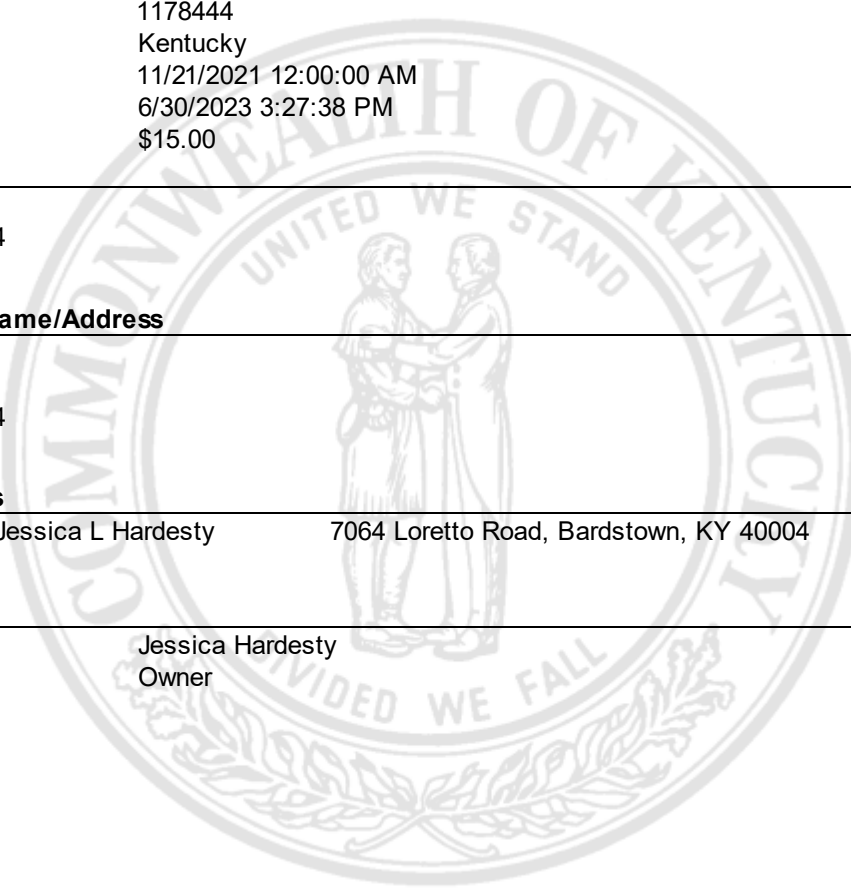 1178444
Kentucky
11/21/2021 12:00:00 AM
6/30/2023 3:27:38 PM
$15.00
4
ame/Address
4
s
Jessica L Hardesty 7064 Loretto Road, Bardstown, KY 40004
Jessica Hardesty
Owner
COMMONWEALTH OF KENTUCKY
UNITED WE STAND
DIVIDED WE FALL